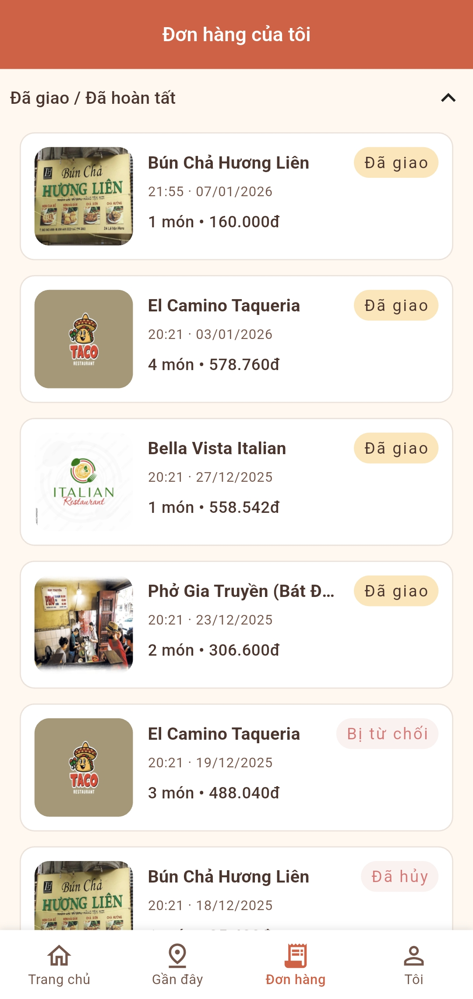 Đơn hàng của tôi
Đã giao / Đã hoàn tất
Bún Chả
HƯƠNG LIÊN
24 Lê Văn Hưu
Bún Chả Hương Liên
Đã giao
21:55 · 07/01/2026
1 món • 160.000đ
TACO
RESTAURANT
El Camino Taqueria
Đã giao
20:21 · 03/01/2026
4 món • 578.760đ
ITALIAN
Restaurant
Bella Vista Italian
Đã giao
20:21 · 27/12/2025
1 món • 558.542đ
PHỞ
Phở Gia Truyền (Bát Đ...
Đã giao
20:21 · 23/12/2025
2 món • 306.600đ
TACO
RESTAURANT
El Camino Taqueria
Bị từ chối
20:21 · 19/12/2025
3 món • 488.040đ
Bún Chả
HƯƠNG LIÊN
Bún Chả Hương Liên
Đã hủy
20:21 · 18/12/2025
Trang chủ
Gần đây
Đơn hàng
Tôi